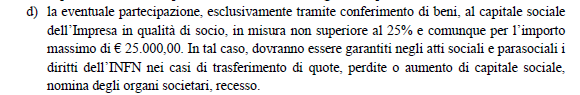 d) la eventuale partecipazione, esclusivamente tramite conferimento di beni, al capitale sociale
dell'Impresa in qualità di socio, in misura non superiore al 25% e comunque per l'importo
massimo di € 25.000,00. In tal caso, dovranno essere garantiti negli atti sociali e parasociali i
diritti dell'INFN nei casi di trasferimento di quote, perdite o aumento di capitale sociale,
nomina degli organi societari, recesso.